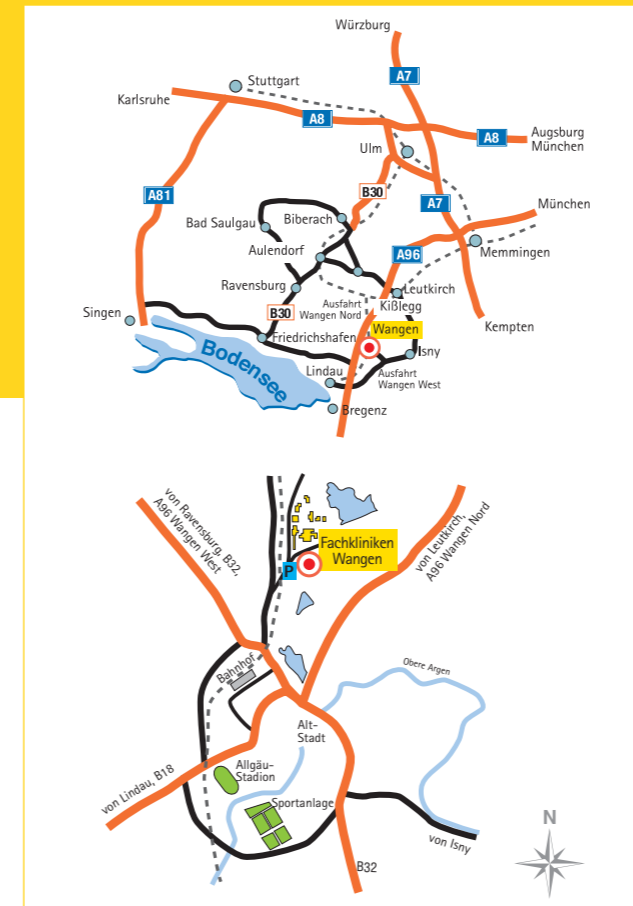 Würzburg
A7
Stuttgart
Karlsruhe
A8
A8
Augsburg
München
Ulm
B30
A81
A7
München
Bad Saulgau
Biberach
Aulendorf
A96
Memmingen
Ravensburg
Leutkirch
Ausfahrt
Wangen Nord
Kißlegg
Singen
B30
Wangen
Kempten
Friedrichshafen
Isny
Bodensee
Lindau
Ausfahrt
Wangen West
Bregenz
von Ravensburg, B32,
A96 Wangen West
von Leutkirch,
A96 Wangen Nord
Fachkliniken
Wangen
P
Bahnhof
Obere Argen
Alt-
Stadt
Allgäu-
Stadion
von Lindau, B18
Sportanlage
von Isny
N
B32